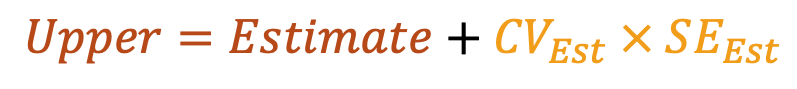 Upper = Estimate + CV_Est × SE_Est